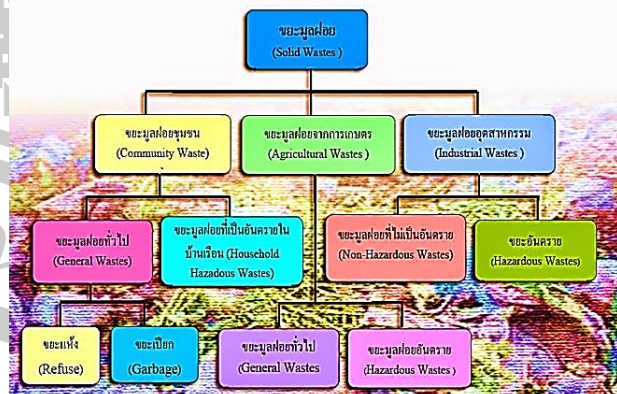 ขยะมูลฝอย
(Solid Wastes )
ขยะมูลฝอยชุมชน
(Community Waste)
ขยะมูลฝอยจากการเกษตร
(Agricultural Wastes )
ขยะมูลฝอยอุตสาหกรรม
(Industrial Wastes )
ขยะมูลฝอยทั่วไป
(General Wastes)
ขยะมูลฝอยที่เป็นอันตรายใน
บ้านเรือน (Household
Hazadous Wastes)
ขยะมูลฝอยที่ไม่เป็นอันตราย
(Non-Hazardous Wastes)
ขยะอันตราย
(Hazardous Wastes)
ขยะแห้ง
(Refuse)
ขยะเปียก
(Garbage)
ขยะมูลฝอยทั่วไป
(General Wastes
ขยะมูลฝอยอันตราย
(Hazardous Wastes )